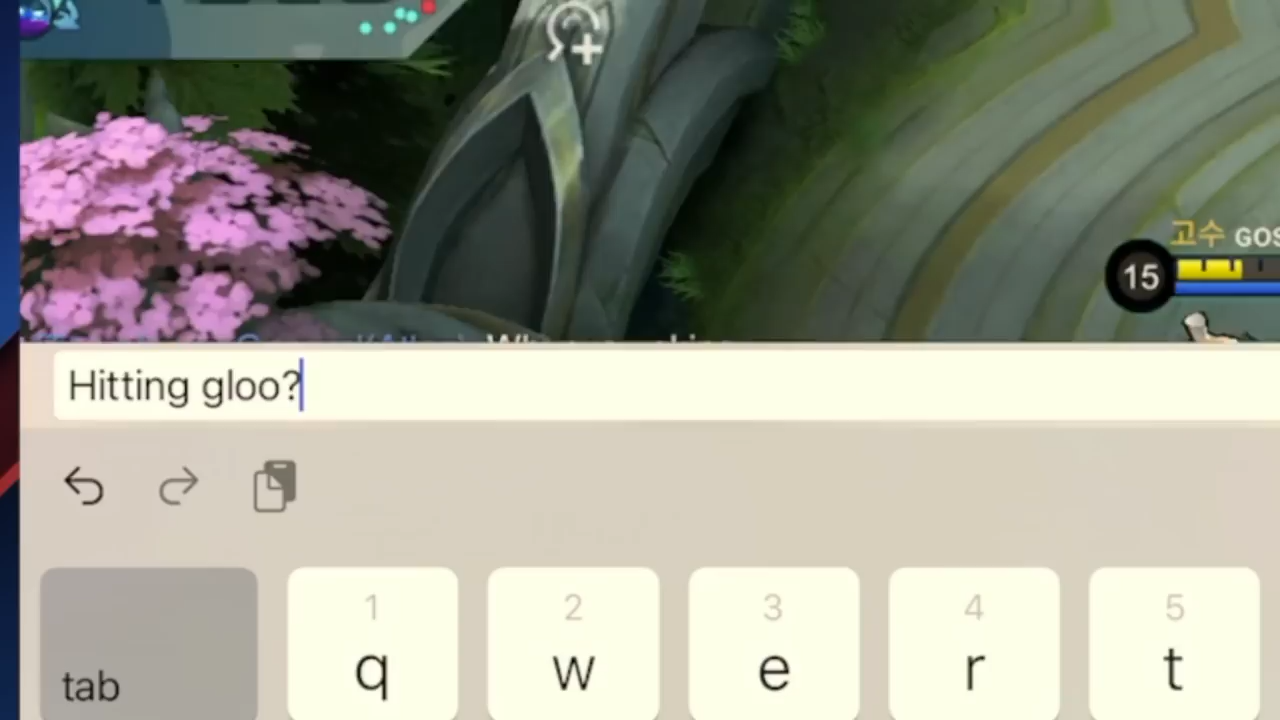 고수 GOS
15
Hitting gloo?
1 2 3 4 5
tab q w e r t